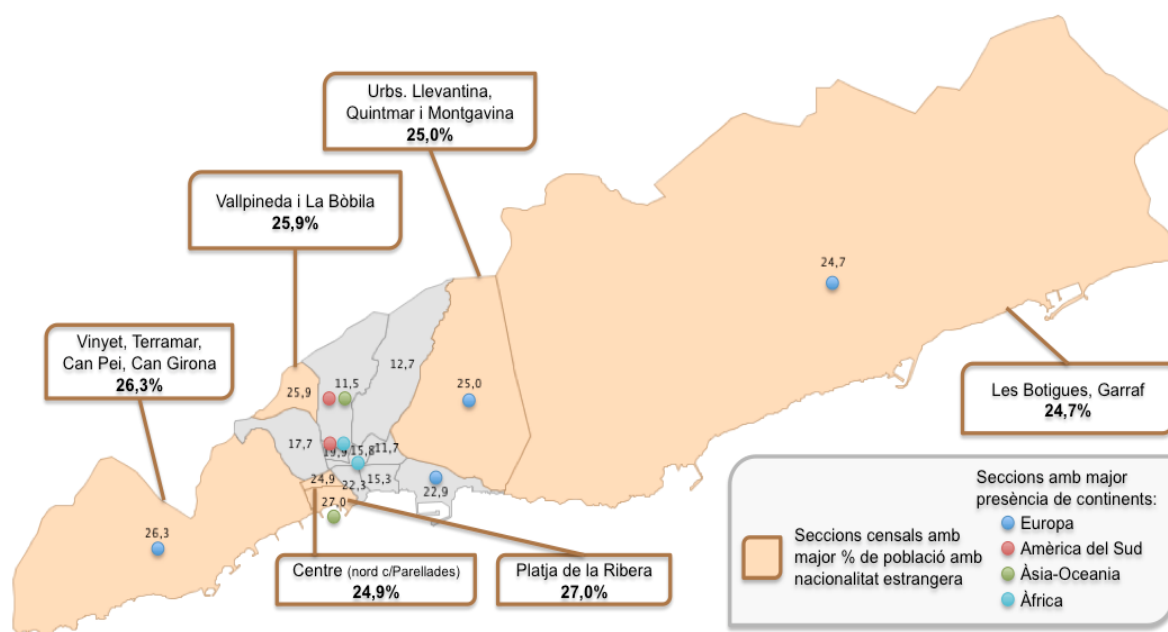 Urbs. Llevantina,
Quintmar i Montgavina
25,0%
Vallpineda i La Bòbila
25,9%
Vinyet, Terramar,
Can Pei, Can Girona
26,3%
24,7
12,7
25,9
11,5
25,0
Les Botigues, Garraf
24,7%
17,7
19,9
15,8
11,7
24,9
22,3
15,3
22,9
27,0
26,3
Centre (nord c/Parellades)
24,9%
Platja de la Ribera
27,0%
Seccions censals amb
major % de població amb
nacionalitat estrangera
Seccions amb major
presència de continents:
Europa
Amèrica del Sud
Àsia-Oceania
Àfrica